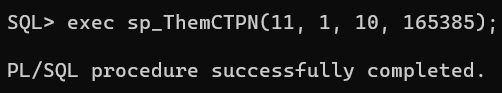 SQL> exec sp_ThemCTPN(11, 1, 10, 165385);
PL/SQL procedure successfully completed.